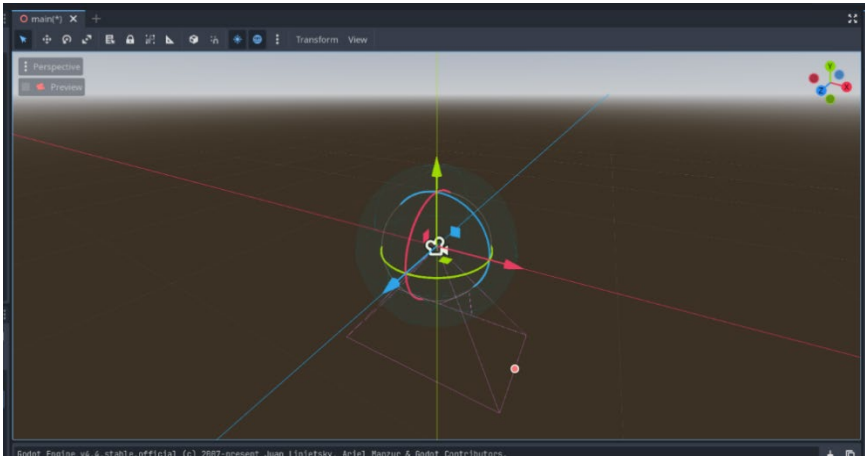 main(*)
Transform View
Perspective
Preview
Y
X
Z
Godot Engine v4.4.stable.official (c) 2007-present Juan Linietsky, Ariel Manzur & Godot Contributors.